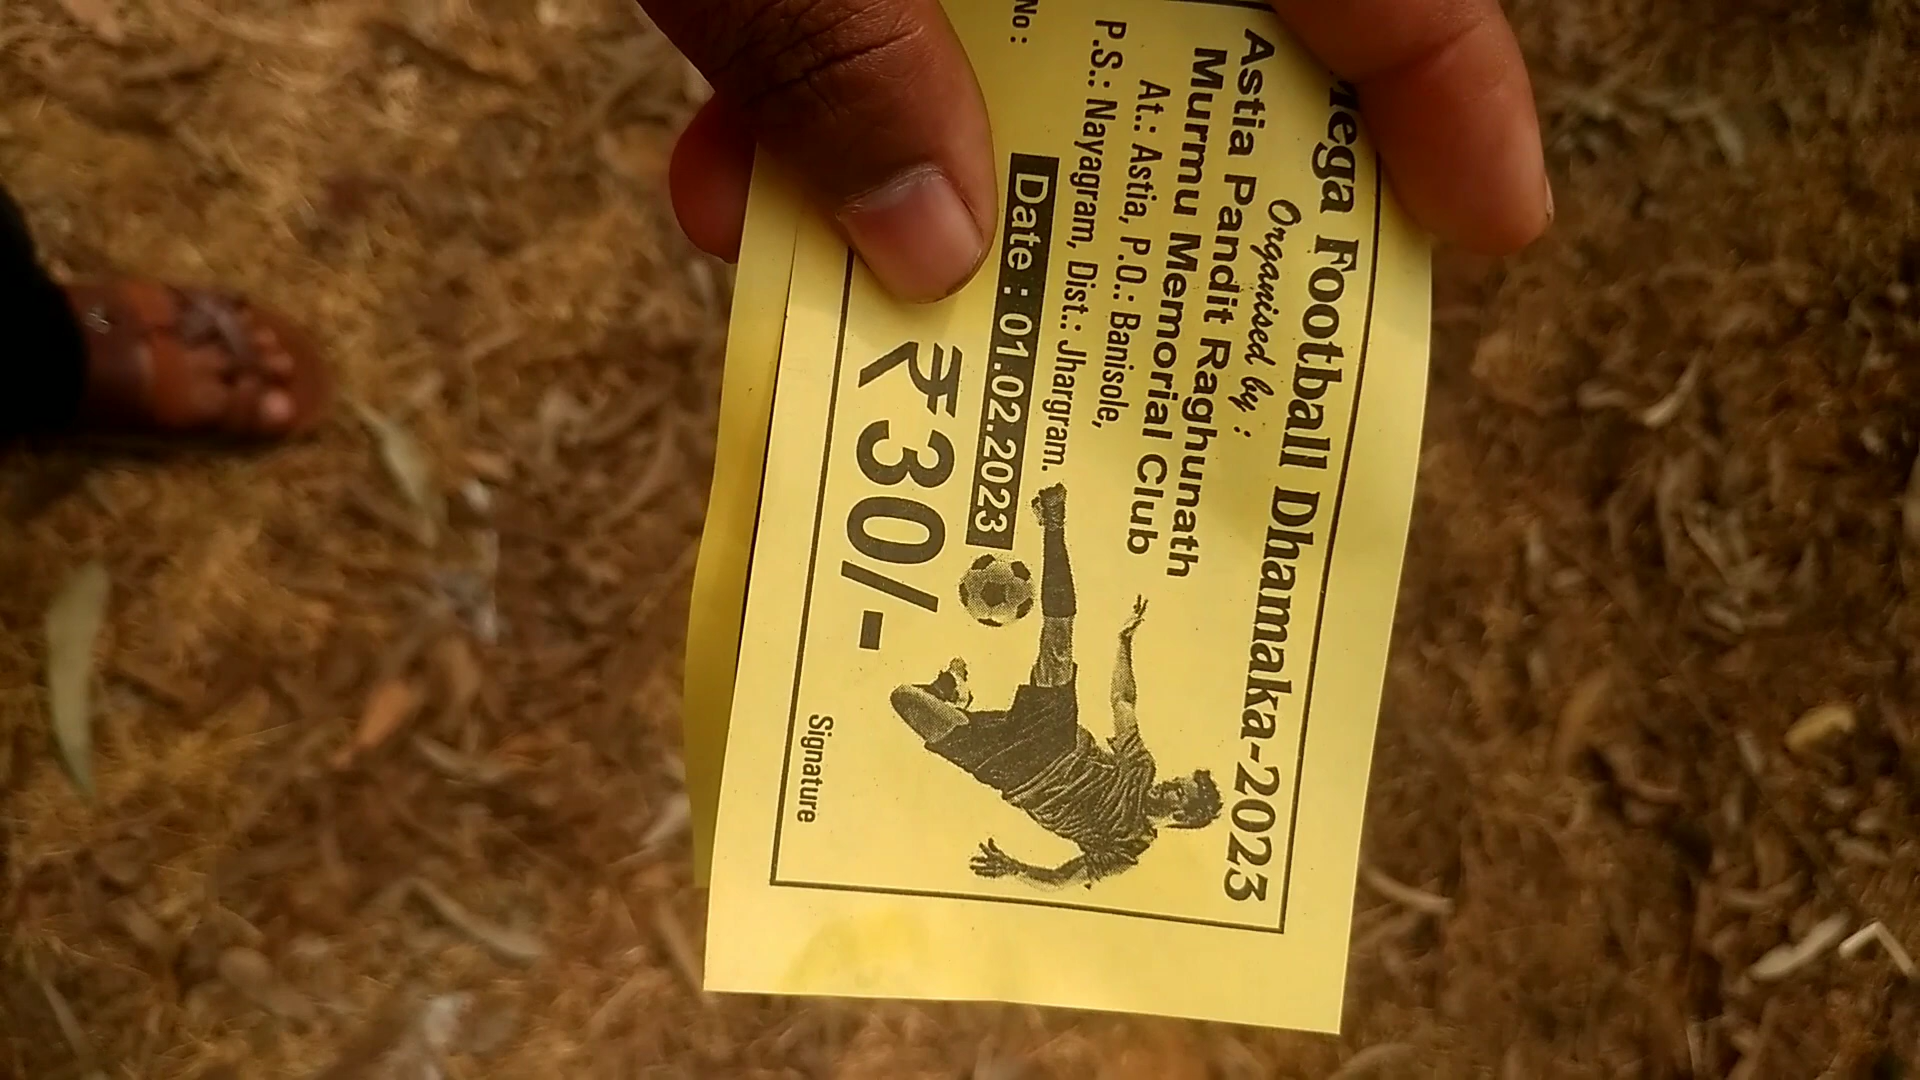 Mega Football Dhamaka-2023
Organised by :
Astia Pandit Raghunath
Murmu Memorial Club
At.: Astia, P.O.: Banisole,
P.S.: Nayagram, Dist.: Jhargram.
No :
Date : 01.02.2023
₹30/-
Signature